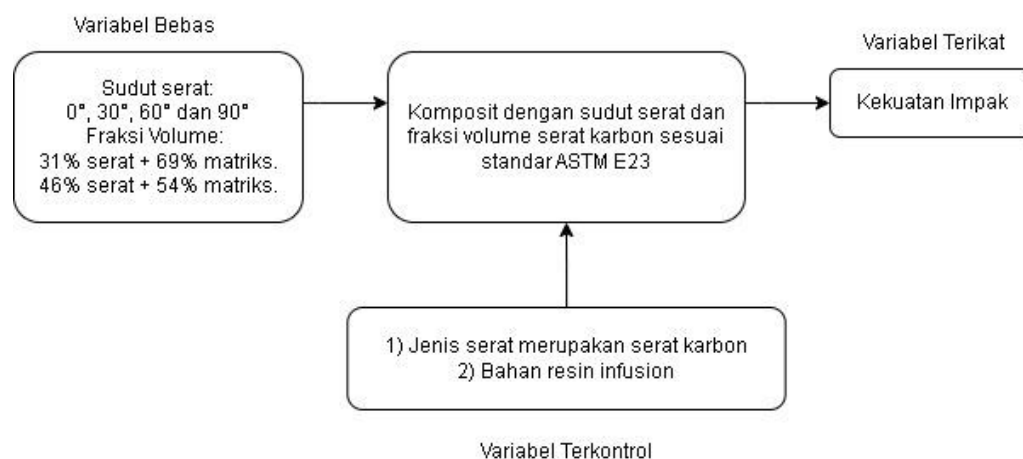 Variabel Bebas
Sudut serat:
0°, 30°, 60° dan 90°
Fraksi Volume:
31% serat + 69% matriks.
46% serat + 54% matriks.
Komposit dengan sudut serat dan
fraksi volume serat karbon sesuai
standar ASTM E23
Variabel Terikat
Kekuatan Impak
1) Jenis serat merupakan serat karbon
2) Bahan resin infusion
Variabel Terkontrol